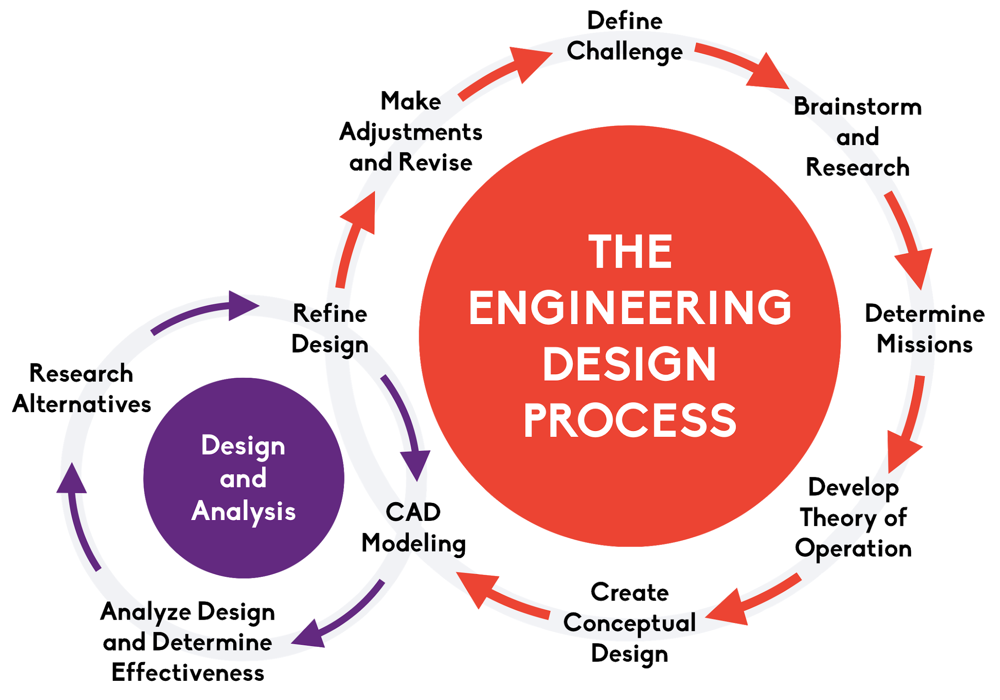 Define
Challenge
Brainstorm
and
Research
Determine
Missions
Develop
Theory of
Operation
Create
Conceptual
Design
CAD
Modeling
Analyze Design
and Determine
Effectiveness
Research
Alternatives
Refine
Design
Make
Adjustments
and Revise
THE
ENGINEERING
DESIGN
PROCESS
Design
and
Analysis